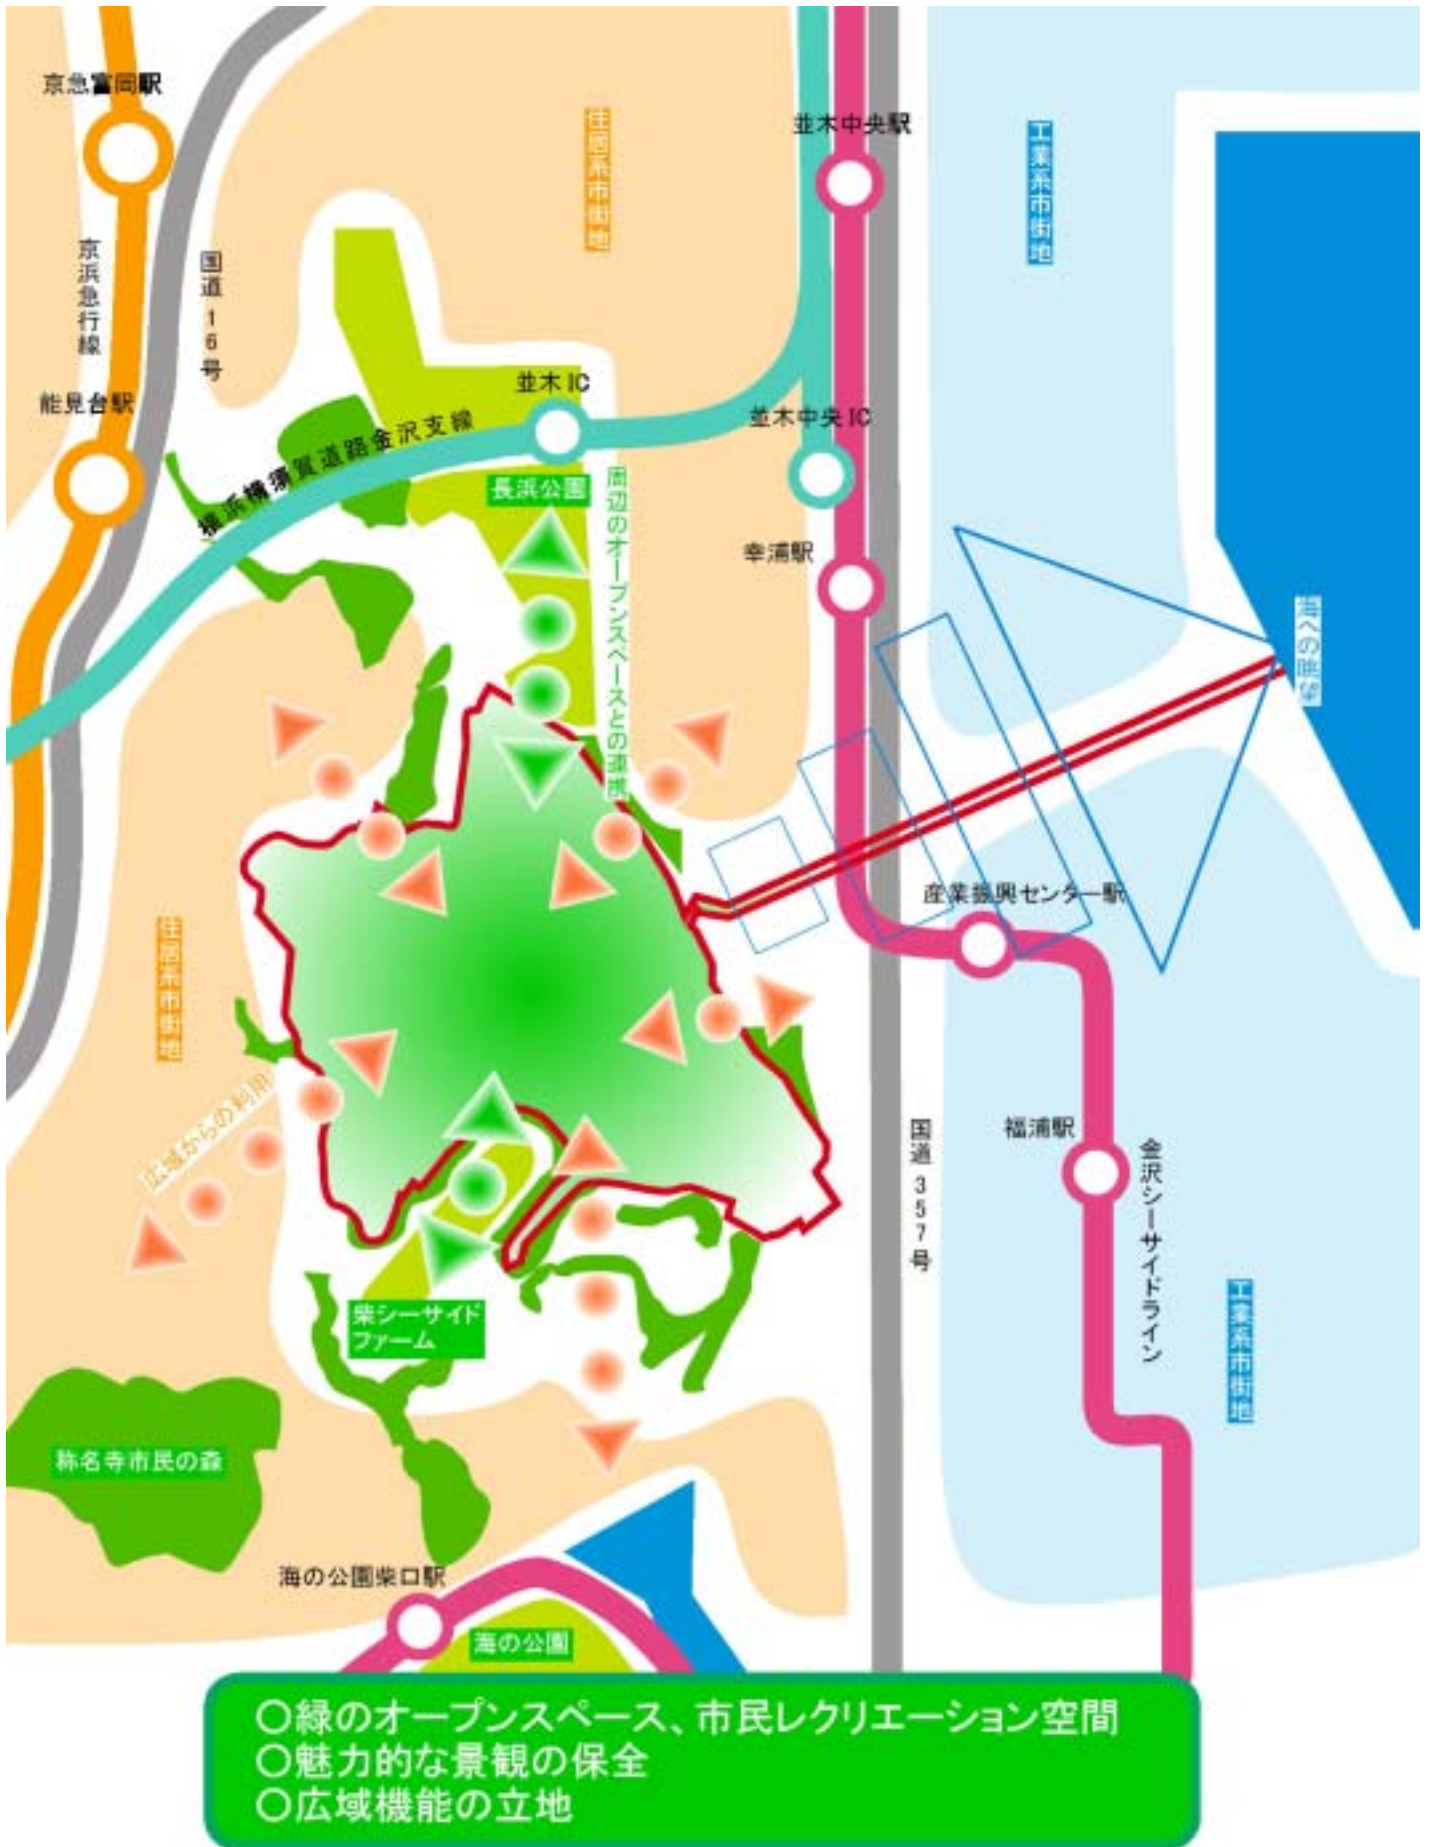 京急富岡駅
並木中央駅
住居系市街地
工業系市街地
京浜急行線
国道16号
並木IC
能見台駅
並木中央IC
横浜横須賀道路金沢支線
長浜公園
周辺のオープンスペースとの連携
幸浦駅
海への眺望
産業振興センター駅
住居系市街地
広域からの利用
国道357号
福浦駅
金沢シーサイドライン
工業系市街地
柴シーサイド
ファーム
称名寺市民の森
海の公園柴口駅
海の公園
○緑のオープンスペース、市民レクリエーション空間
○魅力的な景観の保全
○広域機能の立地